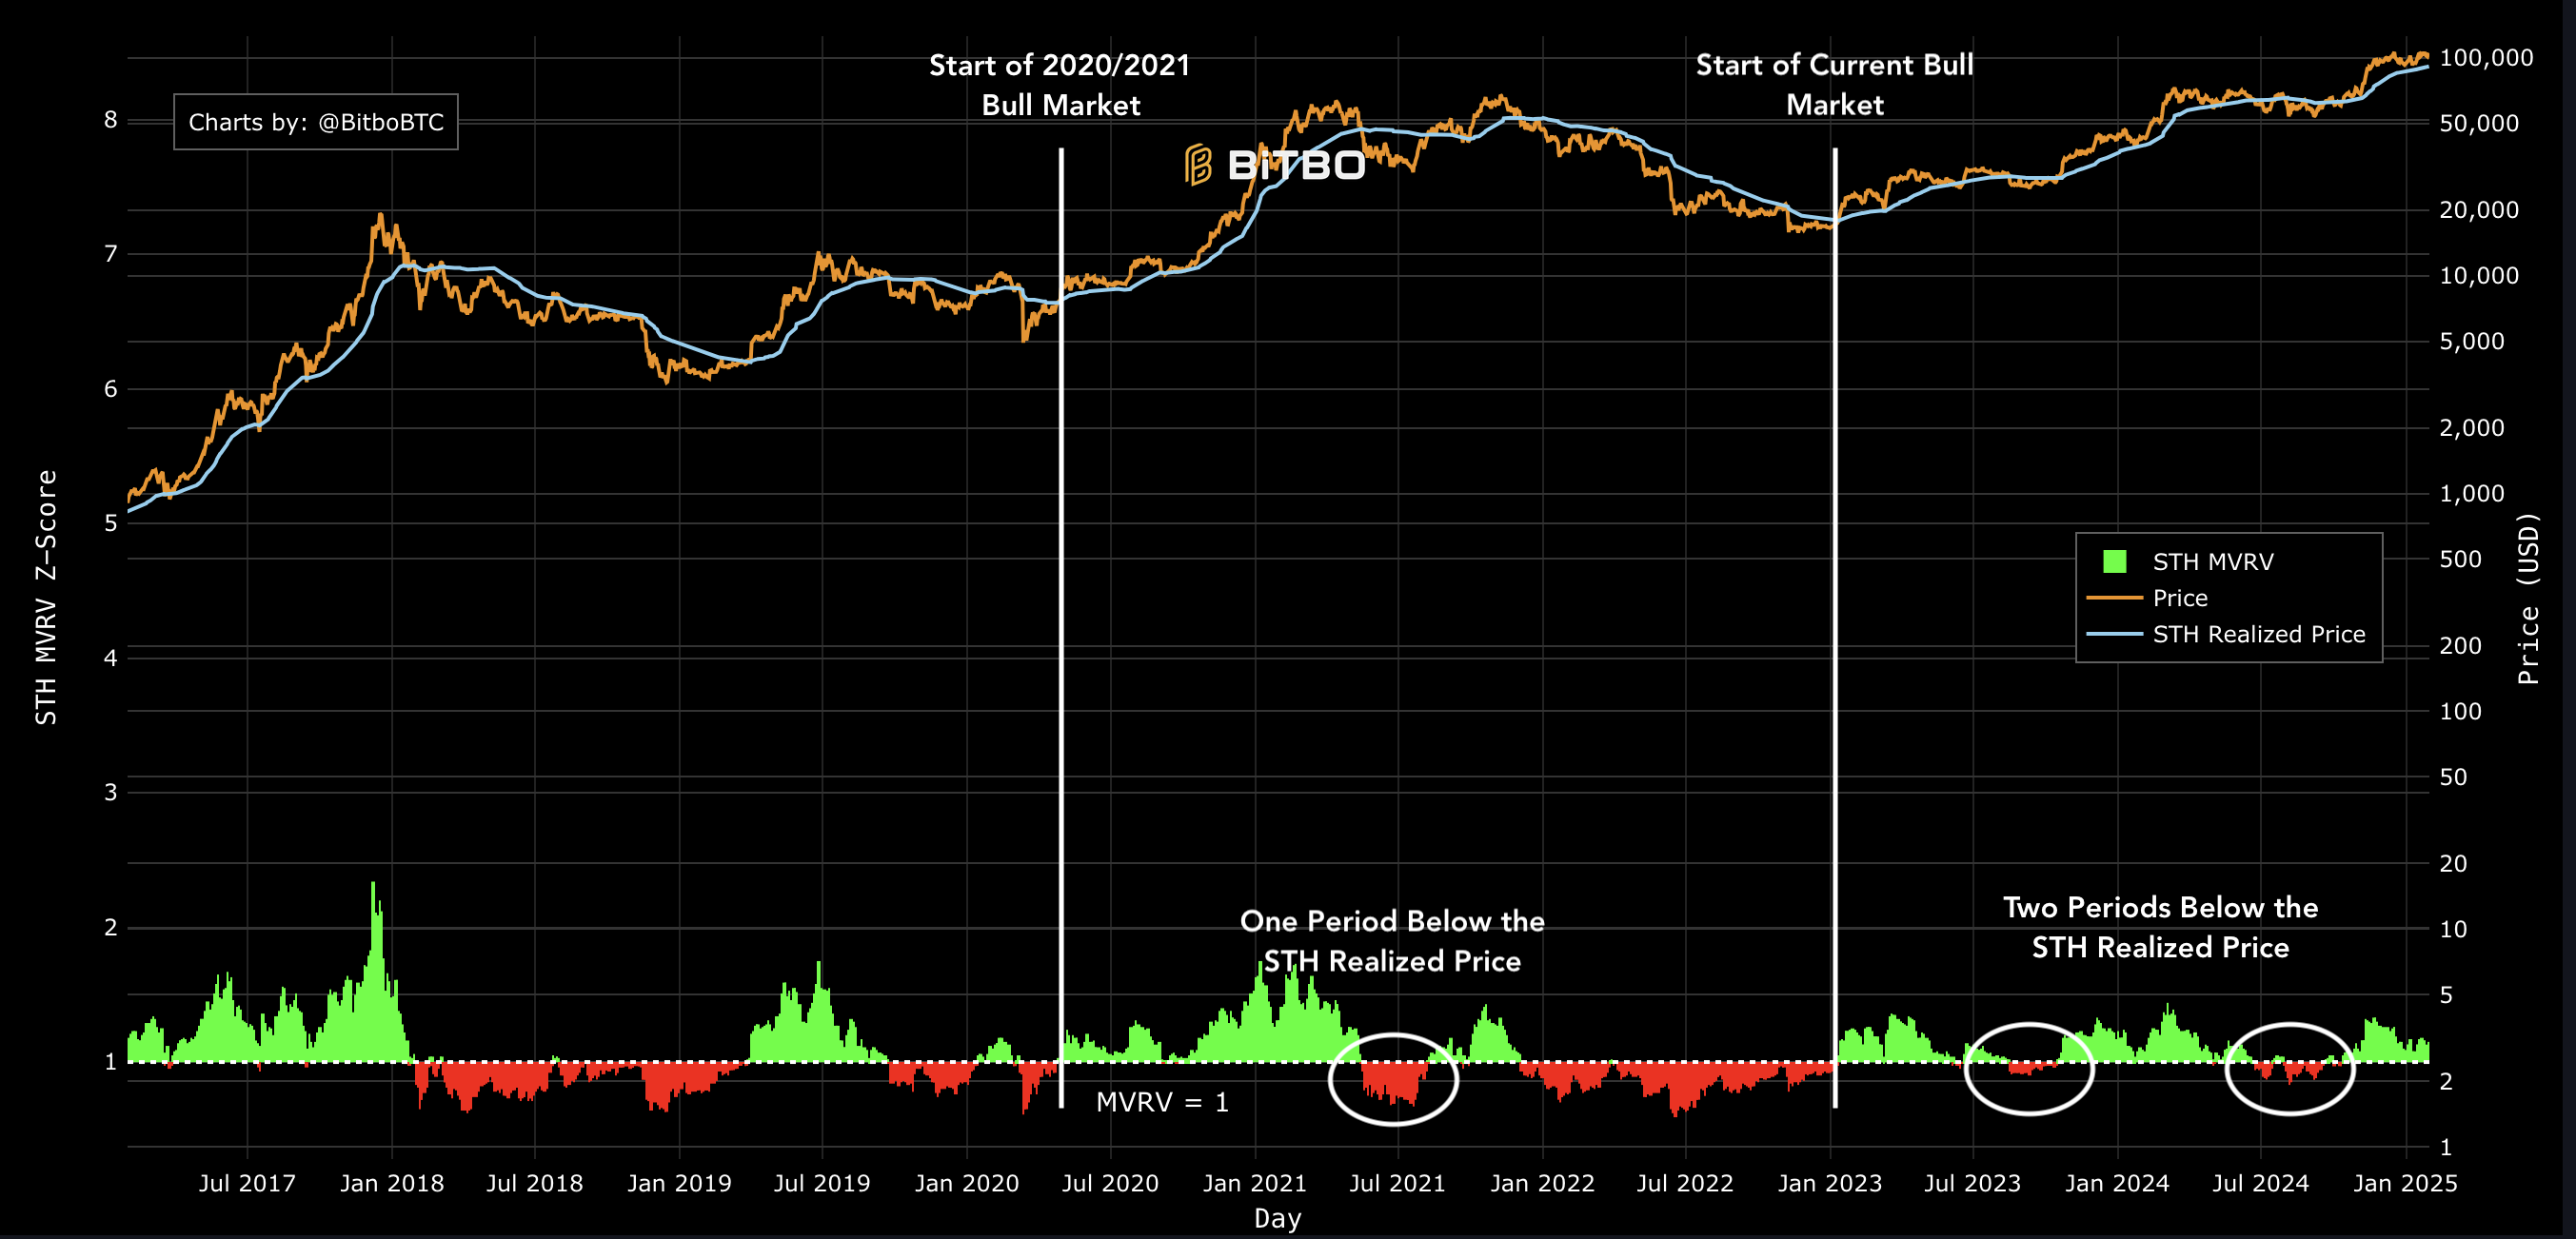 Start of 2020/2021
Bull Market
Start of Current Bull
Market
Charts by: @BitboBTC
BiTBO
8
7
6
5
4
3
2
1
STH MVRV Z-Score
100,000
50,000
20,000
10,000
5,000
2,000
1,000
500
200
100
50
20
10
5
2
1
Price (USD)
STH MVRV
Price
STH Realized Price
One Period Below the
STH Realized Price
Two Periods Below the
STH Realized Price
MVRV = 1
Jul 2017
Jan 2018
Jul 2018
Jan 2019
Jul 2019
Jan 2020
Jul 2020
Jan 2021
Jul 2021
Jan 2022
Jul 2022
Jan 2023
Jul 2023
Jan 2024
Jul 2024
Jan 2025
Day